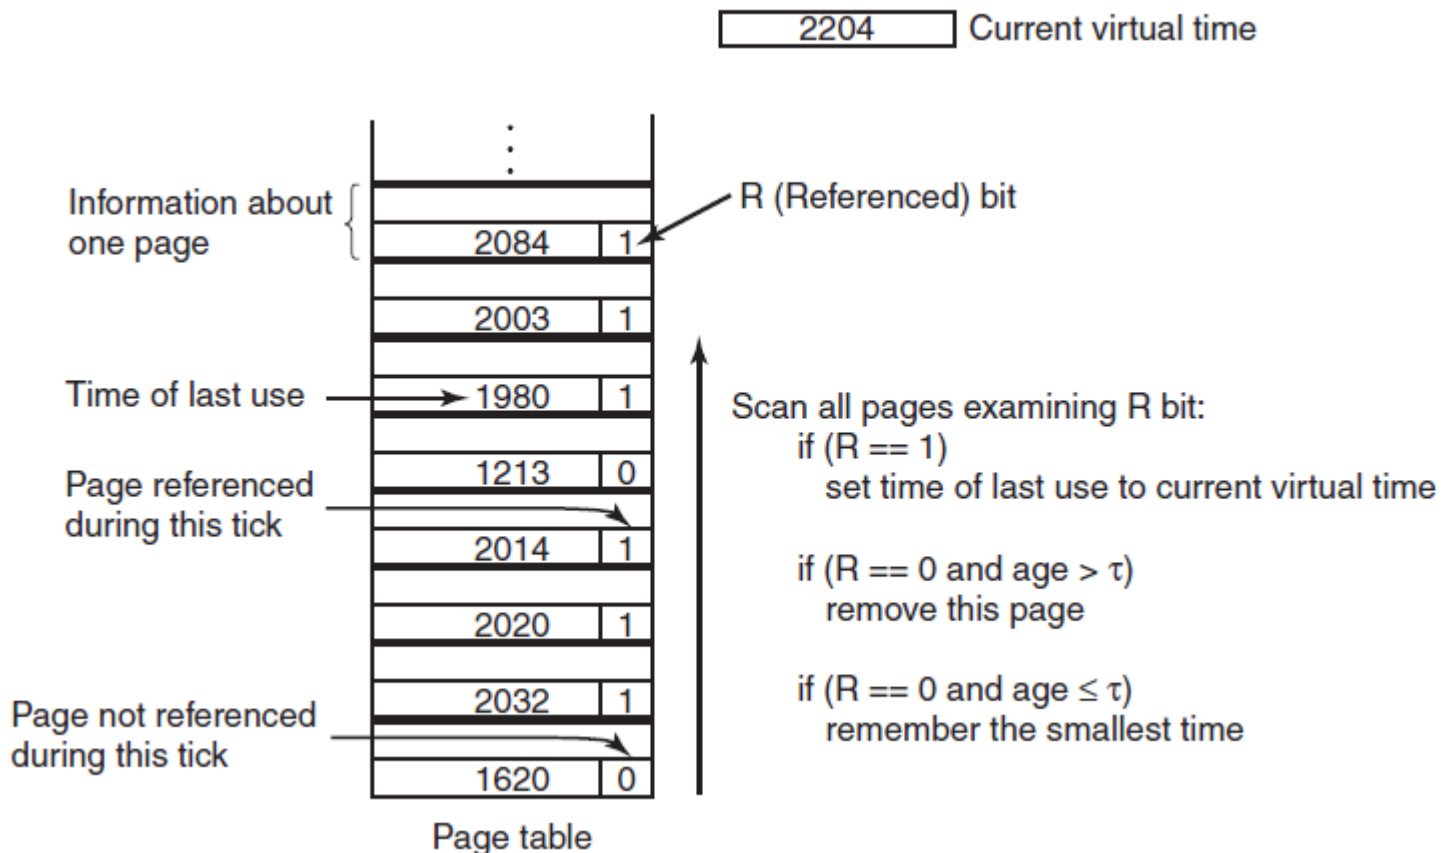 2204 Current virtual time
Information about
one page
R (Referenced) bit
2084 1
2003 1
Time of last use
1980 1
1213 0
Page referenced
during this tick
2014 1
2020 1
2032 1
Page not referenced
during this tick
1620 0
Page table
Scan all pages examining R bit:
if (R == 1)
set time of last use to current virtual time
if (R == 0 and age > τ)
remove this page
if (R == 0 and age ≤ τ)
remember the smallest time